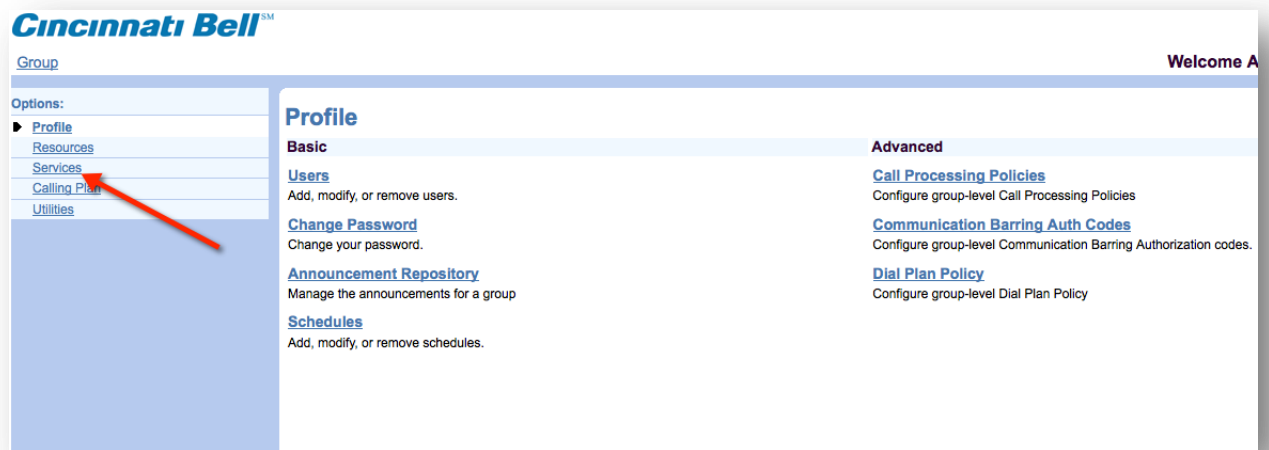 Cincinnati Bell SM
Group
Welcome A
Options:
Profile
Resources
Services
Calling Plan
Utilities
Profile
Basic
Users
Add, modify, or remove users.
Change Password
Change your password.
Announcement Repository
Manage the announcements for a group
Schedules
Add, modify, or remove schedules.
Advanced
Call Processing Policies
Configure group-level Call Processing Policies
Communication Barring Auth Codes
Configure group-level Communication Barring Authorization codes.
Dial Plan Policy
Configure group-level Dial Plan Policy